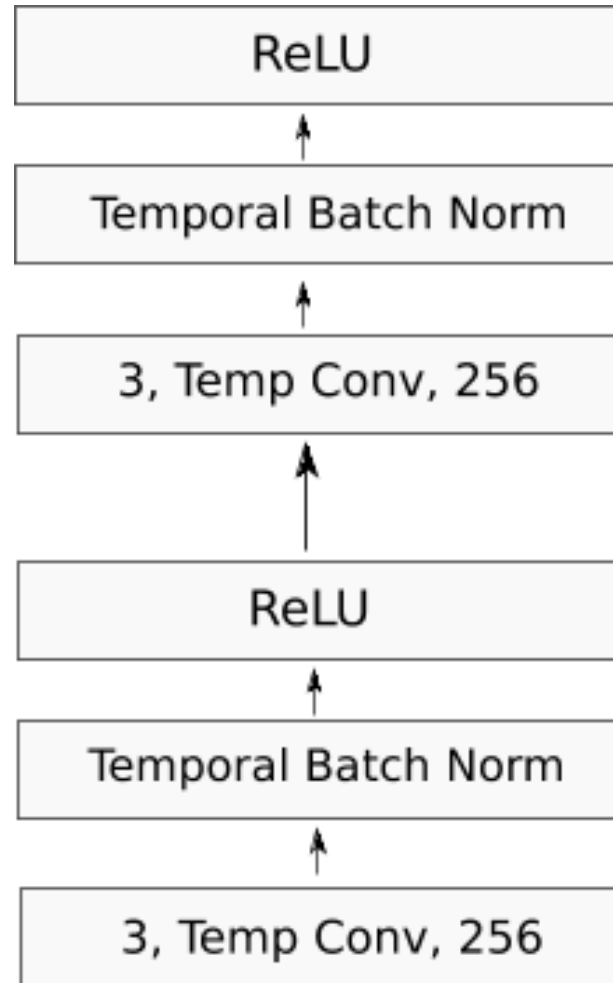 ReLU
Temporal Batch Norm
3, Temp Conv, 256
ReLU
Temporal Batch Norm
3, Temp Conv, 256